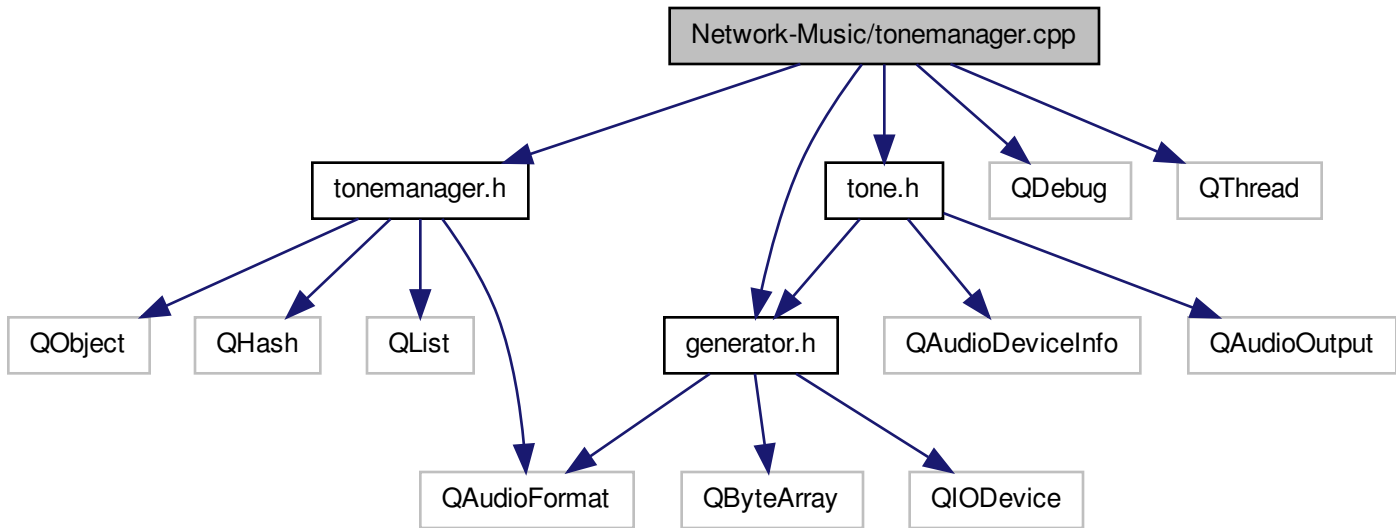 Network-Music/tonemanager.cpp
tonemanager.h
tone.h
QDebug
QThread
QObject
QHash
QList
generator.h
QAudioDeviceInfo
QAudioOutput
QAudioFormat
QByteArray
QIODevice